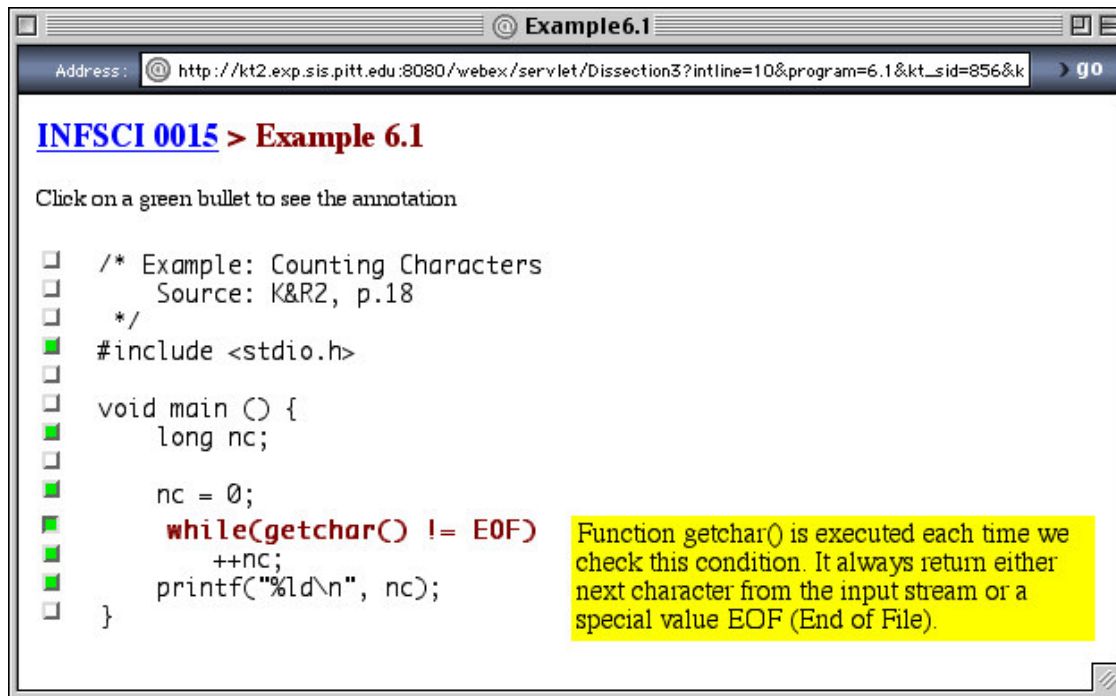 Example6.1
Address: http://kt2.exp.sis.pitt.edu:8080/webex/servlet/Dissection3?intline=10&program=6.1&kt_sid=856&k go
INFSCI 0015 > Example 6.1
Click on a green bullet to see the annotation
/* Example: Counting Characters
Source: K&R2, p.18
*/
#include <stdio.h>
void main () {
long nc;
nc = 0;
while(getchar() != EOF)
++nc;
printf("%ld\n", nc);
}
Function getchar() is executed each time we
check this condition. It always return either
next character from the input stream or a
special value EOF (End of File).